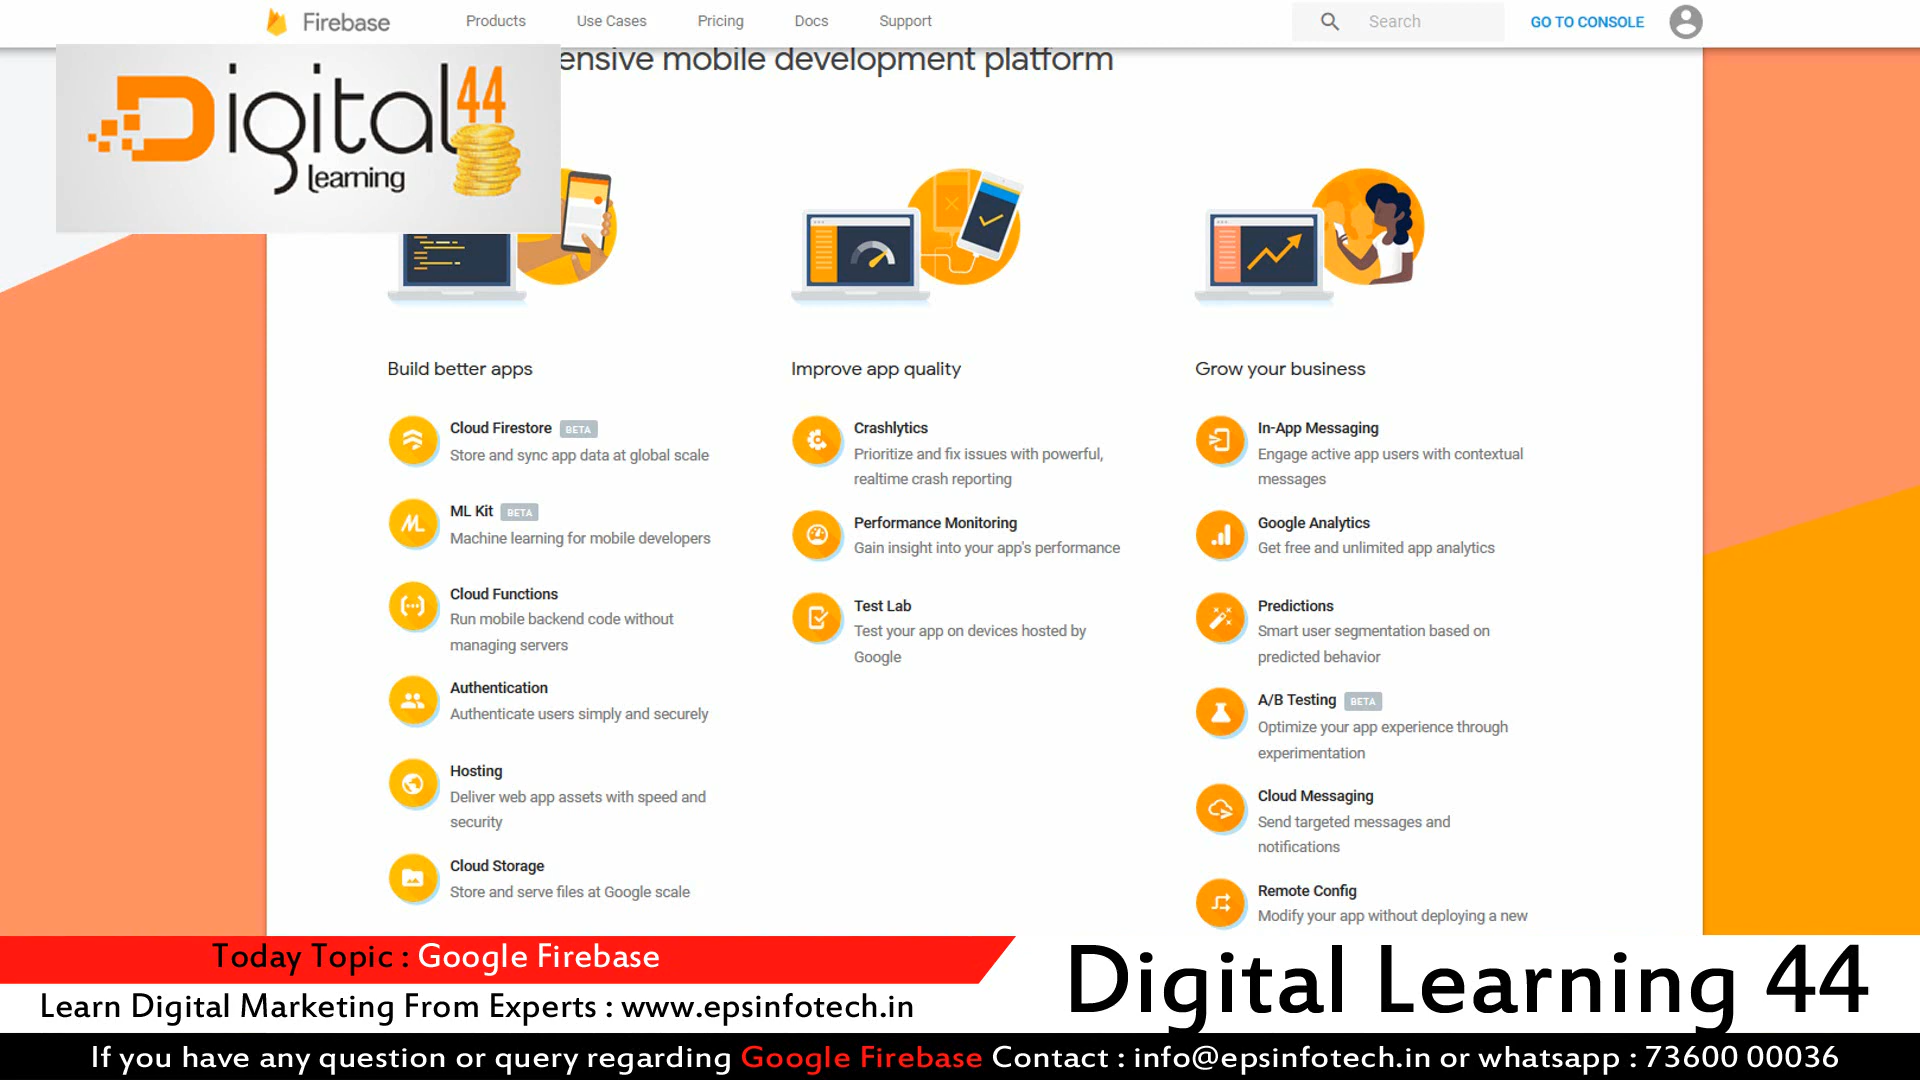 Firebase
Products
Use Cases
Pricing
Docs
Support
Search
GO TO CONSOLE
ensive mobile development platform
Digital 44
Learning
Build better apps
Cloud Firestore BETA
Store and sync app data at global scale
ML Kit BETA
Machine learning for mobile developers
Cloud Functions
Run mobile backend code without
managing servers
Authentication
Authenticate users simply and securely
Hosting
Deliver web app assets with speed and
security
Cloud Storage
Store and serve files at Google scale
Improve app quality
Crashlytics
Prioritize and fix issues with powerful,
realtime crash reporting
Performance Monitoring
Gain insight into your app's performance
Test Lab
Test your app on devices hosted by
Google
Grow your business
In-App Messaging
Engage active app users with contextual
messages
Google Analytics
Get free and unlimited app analytics
Predictions
Smart user segmentation based on
predicted behavior
A/B Testing BETA
Optimize your app experience through
experimentation
Cloud Messaging
Send targeted messages and
notifications
Remote Config
Modify your app without deploying a new
Today Topic : Google Firebase
Learn Digital Marketing From Experts : www.epsinfotech.in
Digital Learning 44
If you have any question or query regarding Google Firebase Contact : info@epsinfotech.in or whatsapp : 73600 00036